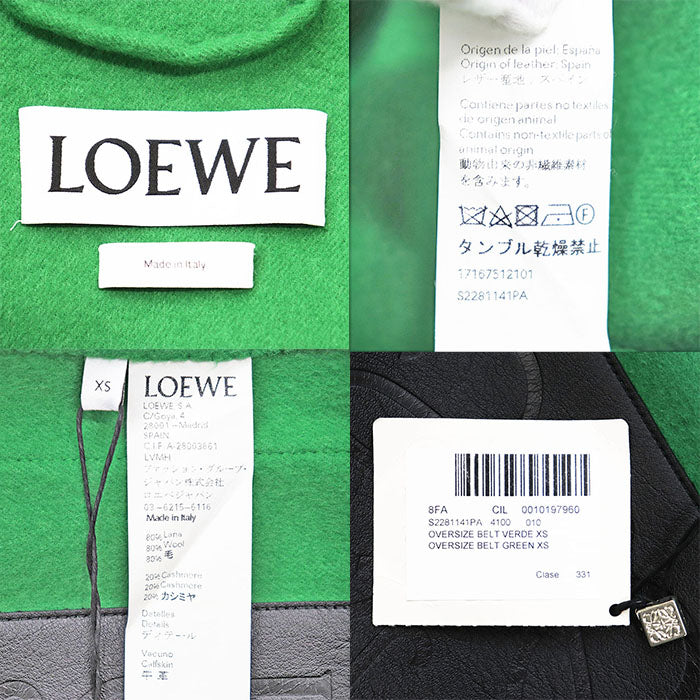 LOEWE
Made in Italy
Origen de la piel: España
Origin of leather: Spain
レザー原産地:スペイン
Contiene partes no textiles
de origen animal
Contains non-textile parts of
animal origin
動物由来の非繊維素材
を含みます。
タンブル乾燥禁止
17167512101
S2281141PA
XS
LOEWE
LOEWE S.A.
C/Goya, 4
28001-Madrid
SPAIN
C.I.F. A-28003861
LVMH
ファッション・グループ・
ジャパン株式会社
ロエベジャパン
03-6215-6116
Made in Italy
80% Lana
80% Wool
80% 毛
20% Cashmere
20% Cashmere
20% カシミヤ
Detalles
Details
ディテール
Vacuno
Calfskin
牛革
8FA CIL 0010197960
S2281141PA 4100 010
OVERSIZE BELT VERDE XS
OVERSIZE BELT GREEN XS
Clase 331